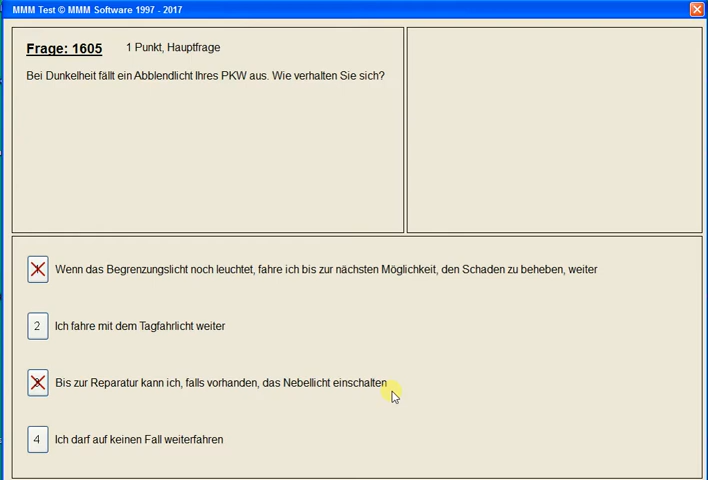 MMM Test © MMM Software 1997 - 2017
Frage: 1605 1 Punkt, Hauptfrage
Bei Dunkelheit fällt ein Abblendlicht Ihres PKW aus. Wie verhalten Sie sich?
1 Wenn das Begrenzungslicht noch leuchtet, fahre ich bis zur nächsten Möglichkeit, den Schaden zu beheben, weiter
2 Ich fahre mit dem Tagfahrlicht weiter
3 Bis zur Reparatur kann ich, falls vorhanden, das Nebellicht einschalten
4 Ich darf auf keinen Fall weiterfahren